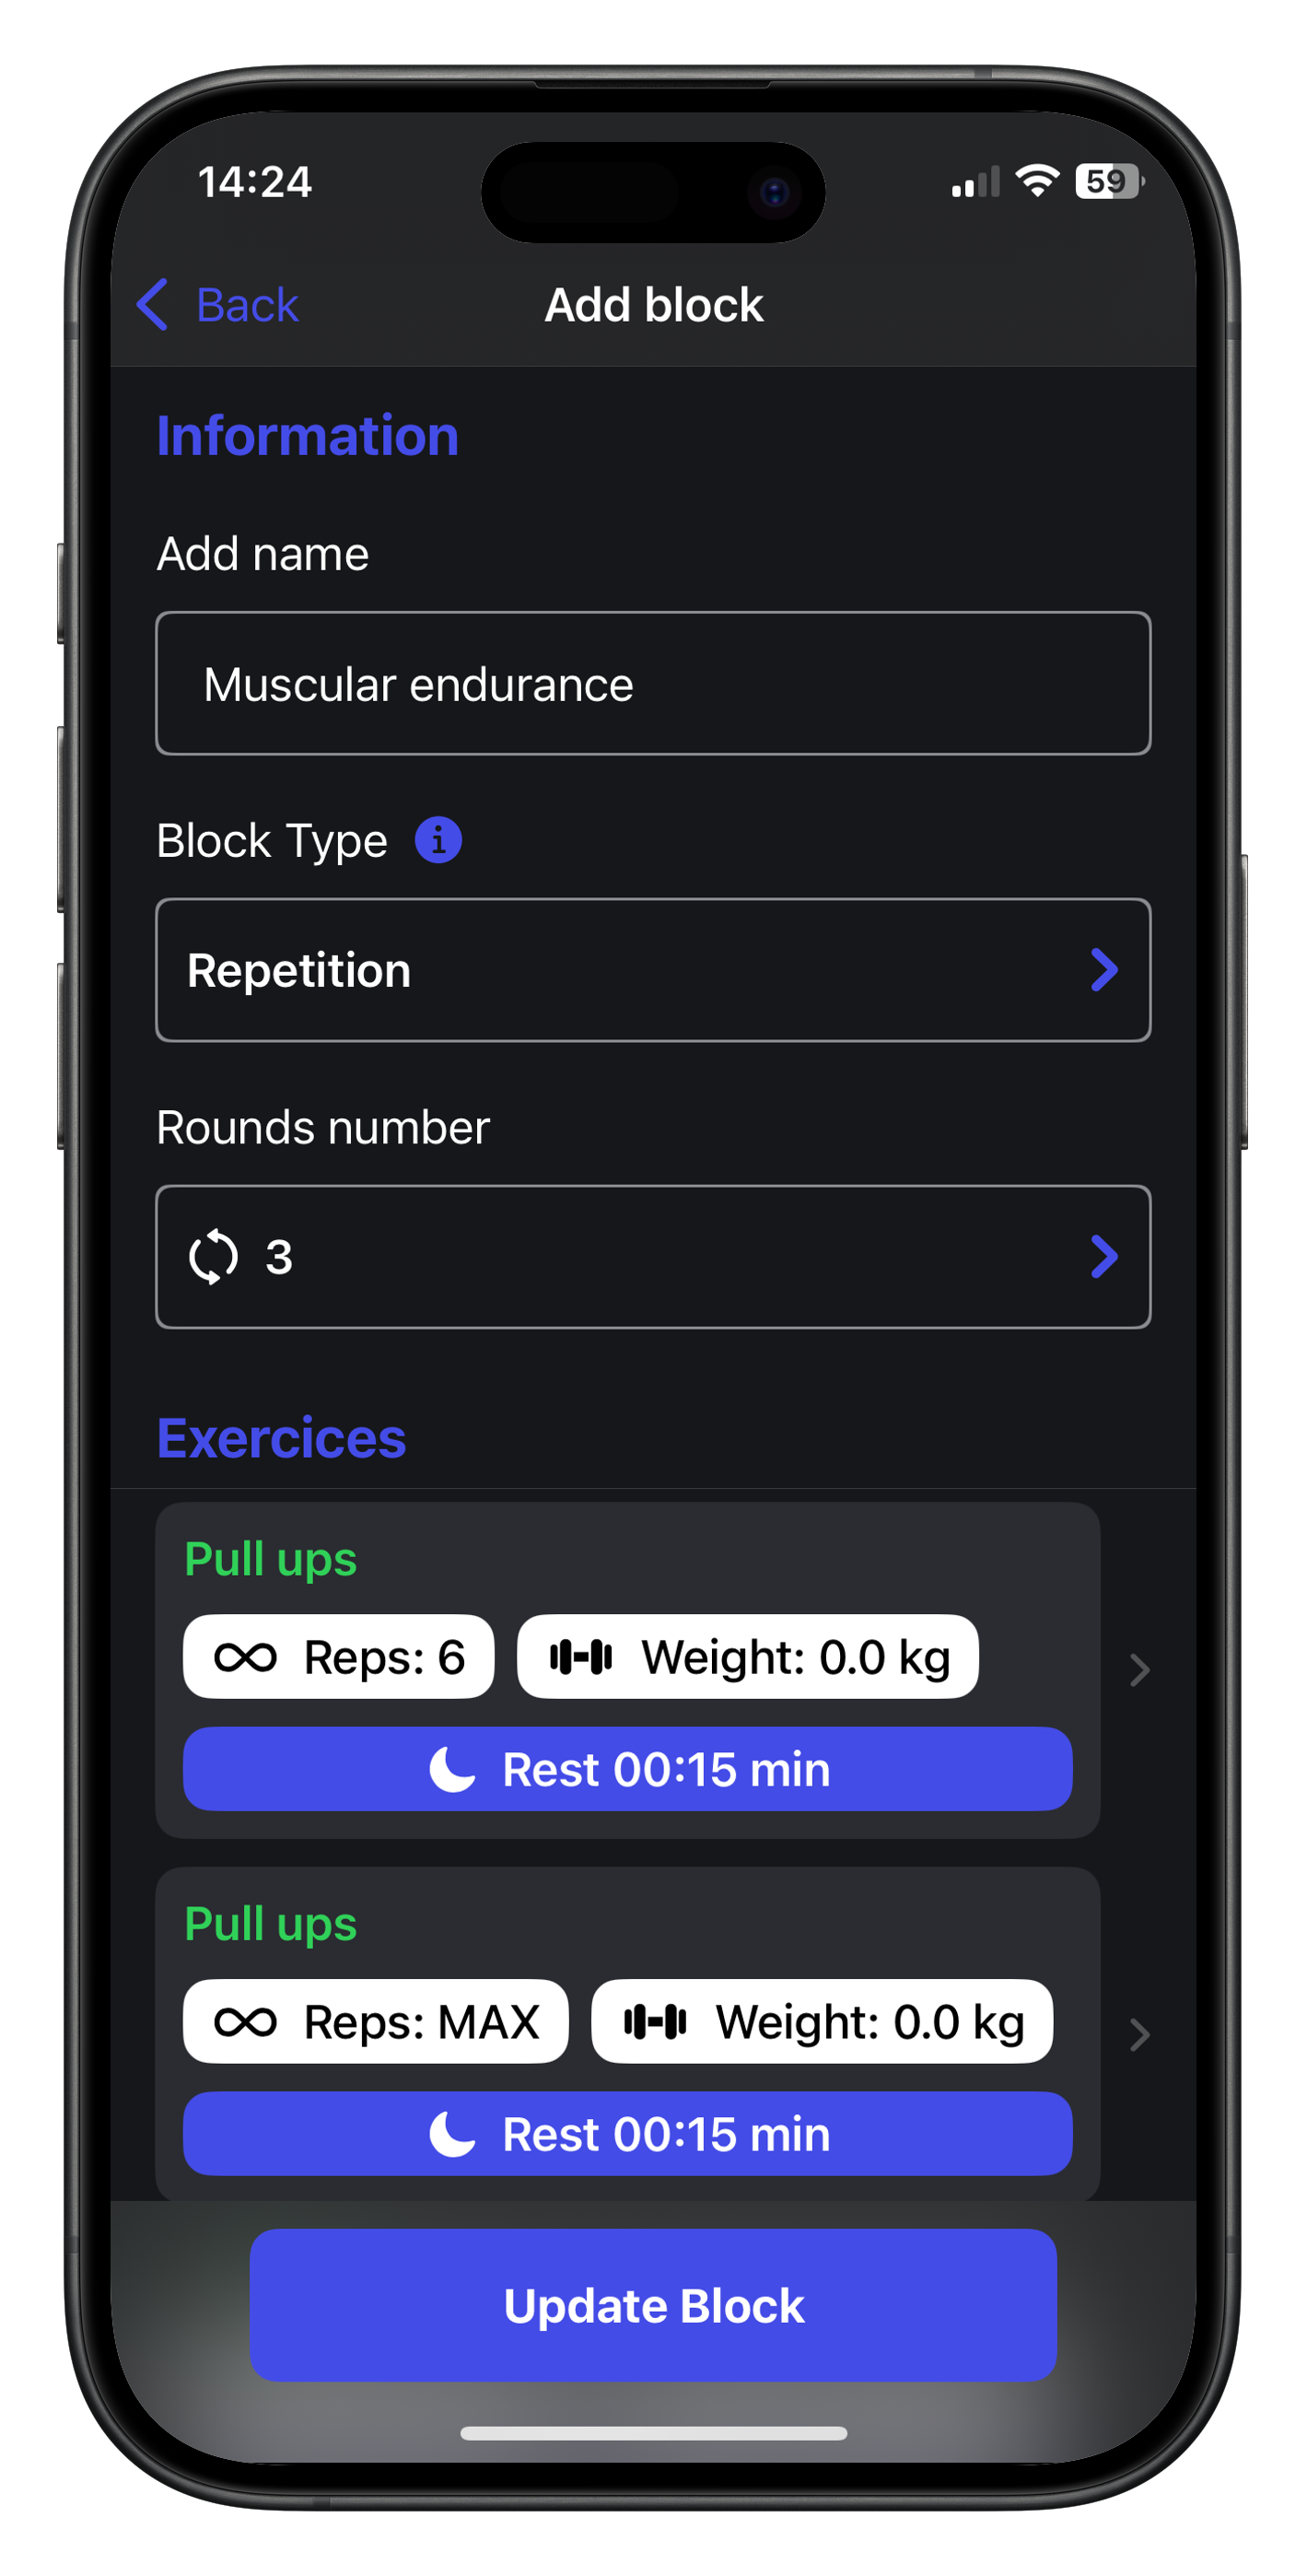 14:24
59
Back
Add block
Information
Add name
Muscular endurance
Block Type
Repetition
Rounds number
3
Exercices
Pull ups
Reps: 6
Weight: 0.0 kg
Rest 00:15 min
Pull ups
Reps: MAX
Weight: 0.0 kg
Rest 00:15 min
Update Block